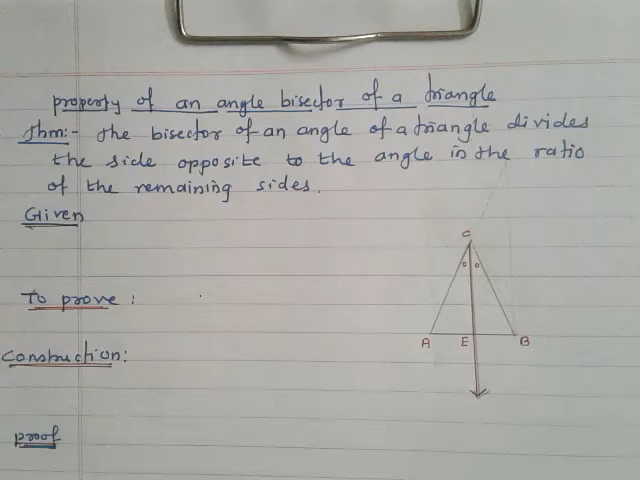 property of an angle bisector of a triangle
Thm:- The bisector of an angle of a triangle divides
the side opposite to the angle in the ratio
of the remaining sides.
Given
C
To prove :
A E B
Construction:
proof